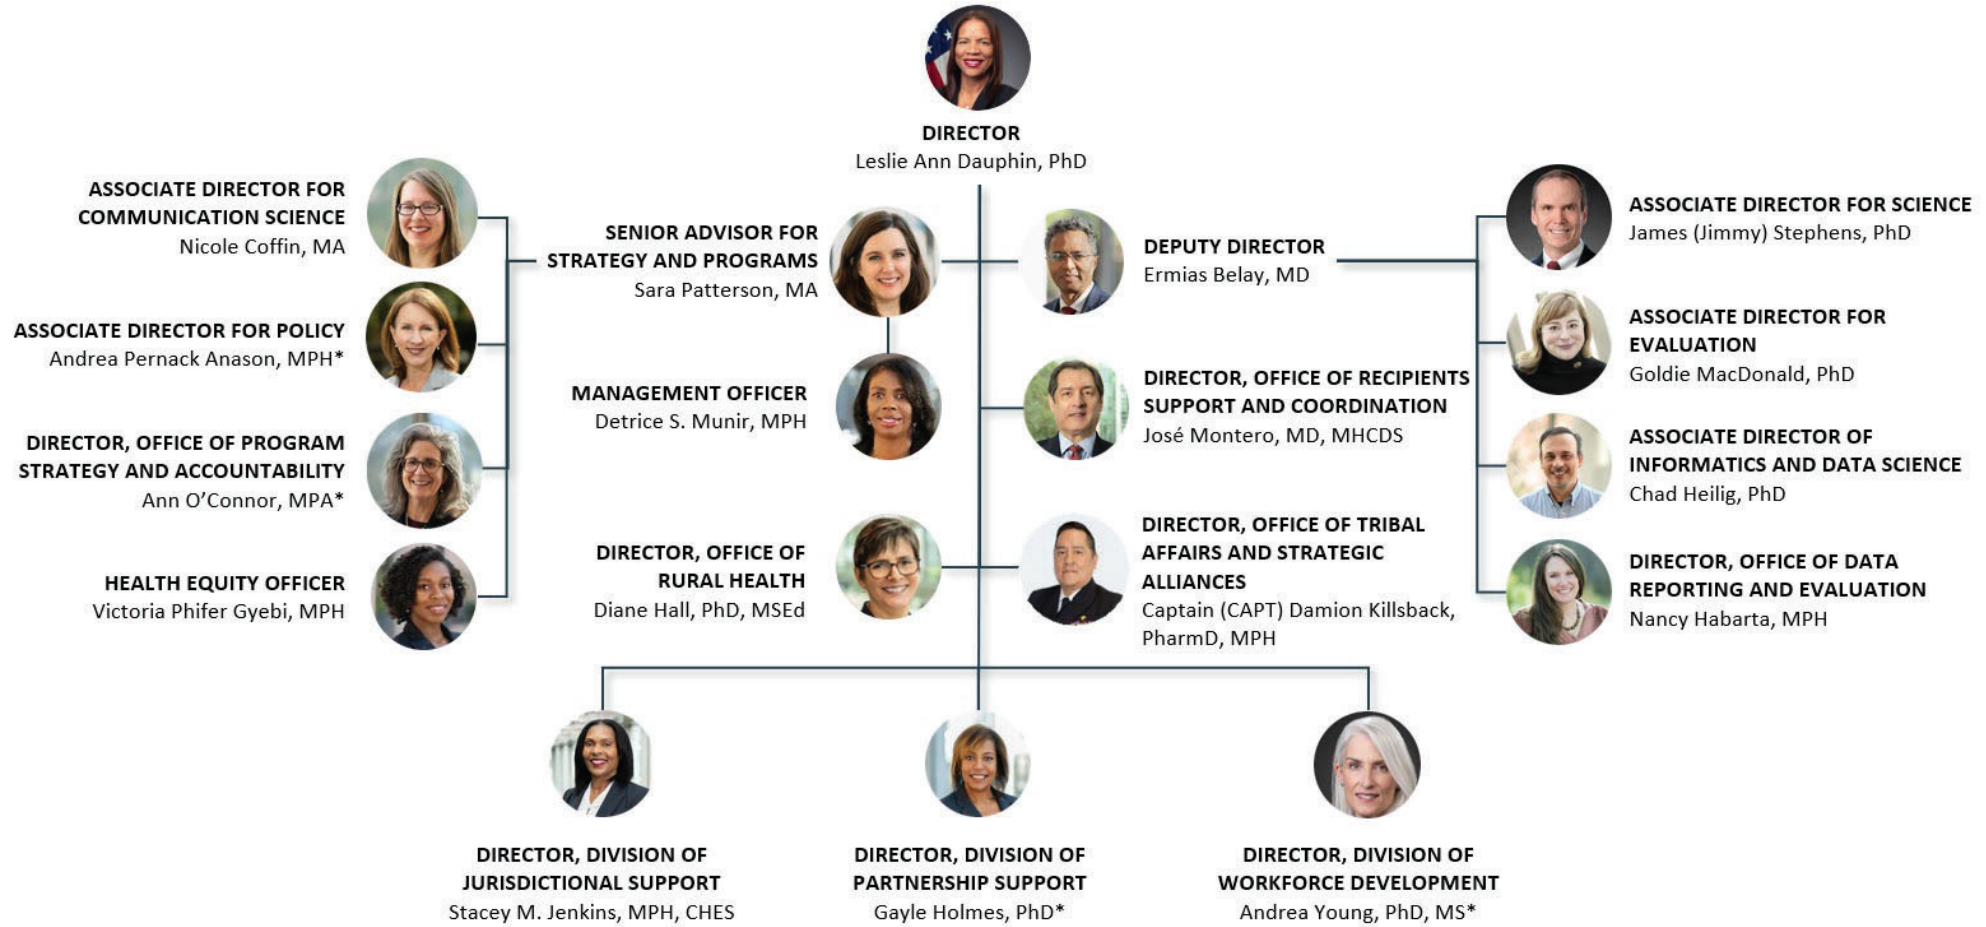 DIRECTOR
Leslie Ann Dauphin, PhD
ASSOCIATE DIRECTOR FOR
COMMUNICATION SCIENCE
Nicole Coffin, MA
ASSOCIATE DIRECTOR FOR POLICY
Andrea Pernack Anason, MPH*
DIRECTOR, OFFICE OF PROGRAM
STRATEGY AND ACCOUNTABILITY
Ann O’Connor, MPA*
HEALTH EQUITY OFFICER
Victoria Phifer Gyebi, MPH
SENIOR ADVISOR FOR
STRATEGY AND PROGRAMS
Sara Patterson, MA
MANAGEMENT OFFICER
Detrice S. Munir, MPH
DIRECTOR, OFFICE OF
RURAL HEALTH
Diane Hall, PhD, MSEd
DEPUTY DIRECTOR
Ermias Belay, MD
DIRECTOR, OFFICE OF RECIPIENTS
SUPPORT AND COORDINATION
José Montero, MD, MHCDS
DIRECTOR, OFFICE OF TRIBAL
AFFAIRS AND STRATEGIC
ALLIANCES
Captain (CAPT) Damion Killsback,
PharmD, MPH
ASSOCIATE DIRECTOR FOR SCIENCE
James (Jimmy) Stephens, PhD
ASSOCIATE DIRECTOR FOR
EVALUATION
Goldie MacDonald, PhD
ASSOCIATE DIRECTOR OF
INFORMATICS AND DATA SCIENCE
Chad Heilig, PhD
DIRECTOR, OFFICE OF DATA
REPORTING AND EVALUATION
Nancy Habarta, MPH
DIRECTOR, DIVISION OF
JURISDICTIONAL SUPPORT
Stacey M. Jenkins, MPH, CHES
DIRECTOR, DIVISION OF
PARTNERSHIP SUPPORT
Gayle Holmes, PhD*
DIRECTOR, DIVISION OF
WORKFORCE DEVELOPMENT
Andrea Young, PhD, MS*